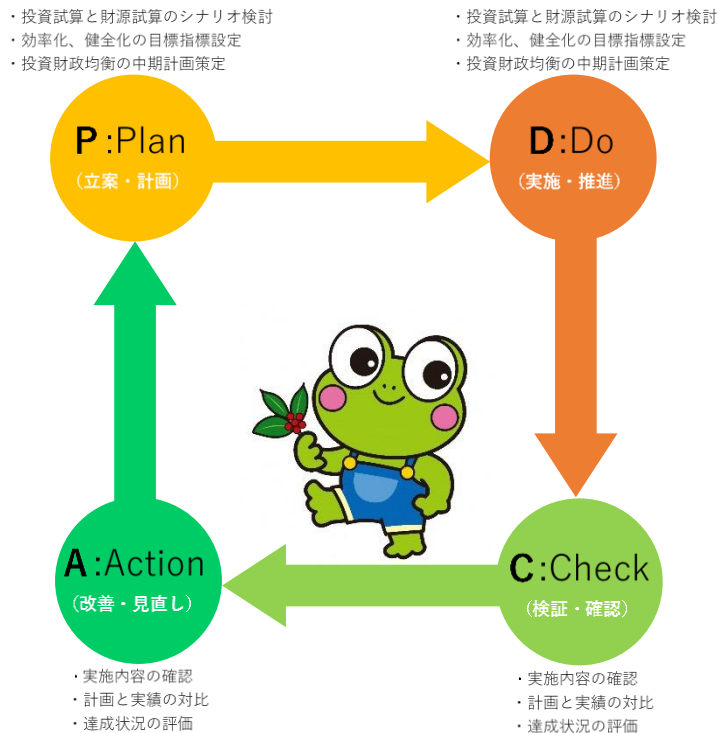 ・投資試算と財源試算のシナリオ検討
・効率化、健全化の目標指標設定
・投資財政均衡の中期計画策定
P:Plan
（立案・計画）
・投資試算と財源試算のシナリオ検討
・効率化、健全化の目標指標設定
・投資財政均衡の中期計画策定
D:Do
（実施・推進）
A:Action
（改善・見直し）
・実施内容の確認
・計画と実績の対比
・達成状況の評価
C:Check
（検証・確認）
・実施内容の確認
・計画と実績の対比
・達成状況の評価